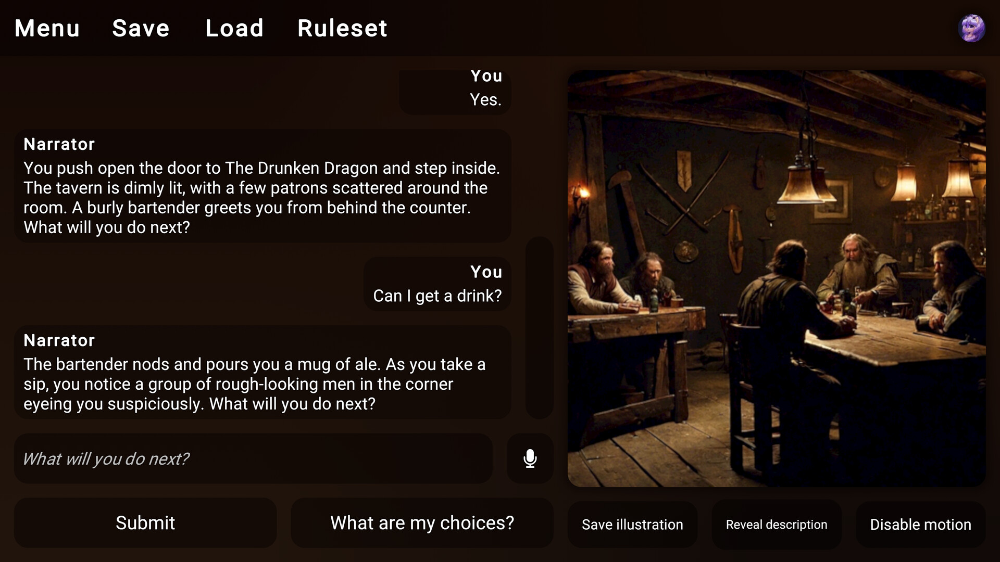 Menu Save Load Ruleset
You
Yes.
Narrator
You push open the door to The Drunken Dragon and step inside.
The tavern is dimly lit, with a few patrons scattered around the
room. A burly bartender greets you from behind the counter.
What will you do next?
You
Can I get a drink?
Narrator
The bartender nods and pours you a mug of ale. As you take a
sip, you notice a group of rough-looking men in the corner
eyeing you suspiciously. What will you do next?
What will you do next?
Submit
What are my choices?
Save illustration
Reveal description
Disable motion